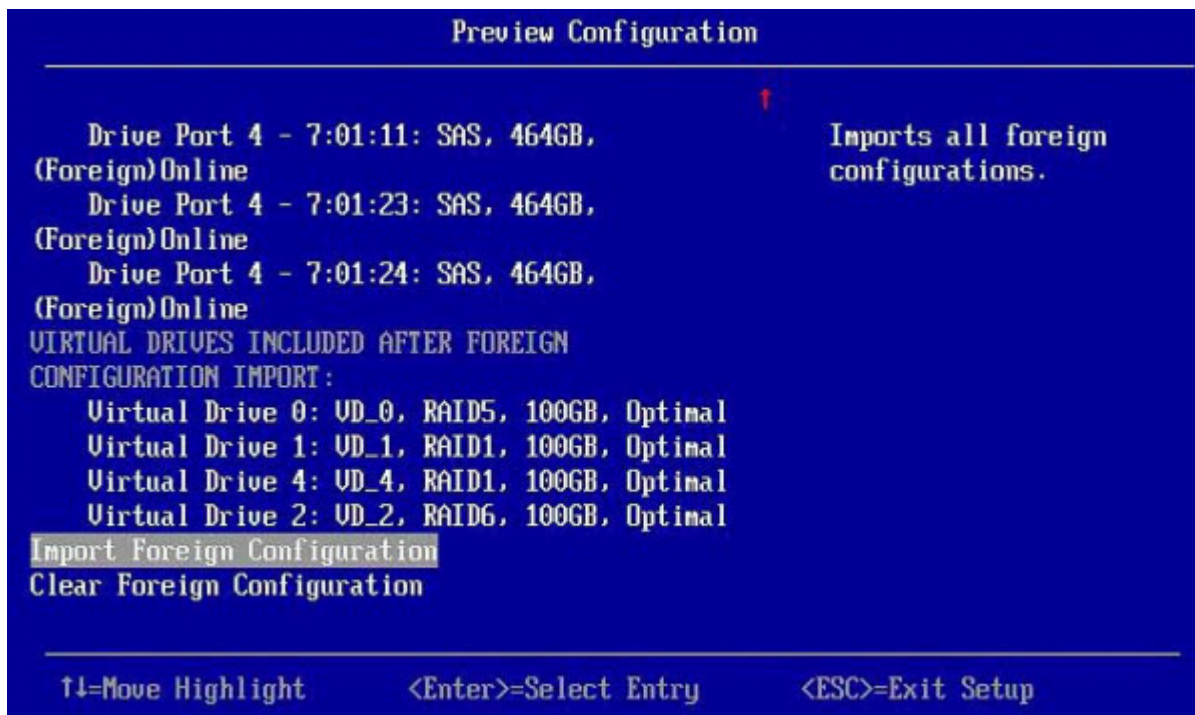 Preview Configuration
↑
Drive Port 4 - 7:01:11: SAS, 464GB,
(Foreign)Online
Drive Port 4 - 7:01:23: SAS, 464GB,
(Foreign)Online
Drive Port 4 - 7:01:24: SAS, 464GB,
(Foreign)Online
VIRTUAL DRIVES INCLUDED AFTER FOREIGN
CONFIGURATION IMPORT:
Virtual Drive 0: VD_0, RAID5, 100GB, Optimal
Virtual Drive 1: VD_1, RAID1, 100GB, Optimal
Virtual Drive 4: VD_4, RAID1, 100GB, Optimal
Virtual Drive 2: VD_2, RAID6, 100GB, Optimal
Import Foreign Configuration
Clear Foreign Configuration
Imports all foreign
configurations.
↑↓=Move Highlight <Enter>=Select Entry <ESC>=Exit Setup